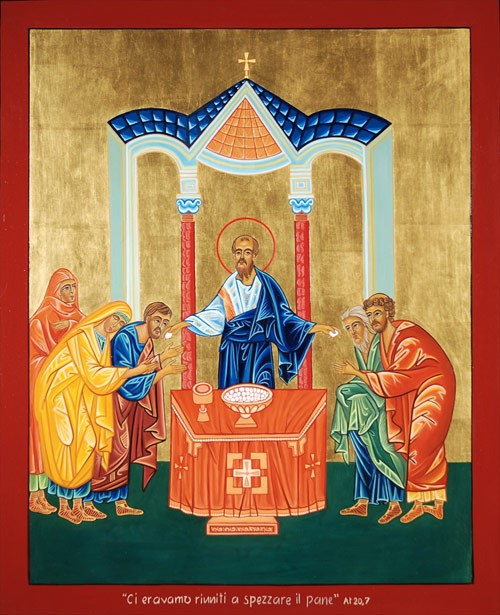 "Ci eravamo riuniti a spezzare il pane" At 20,7